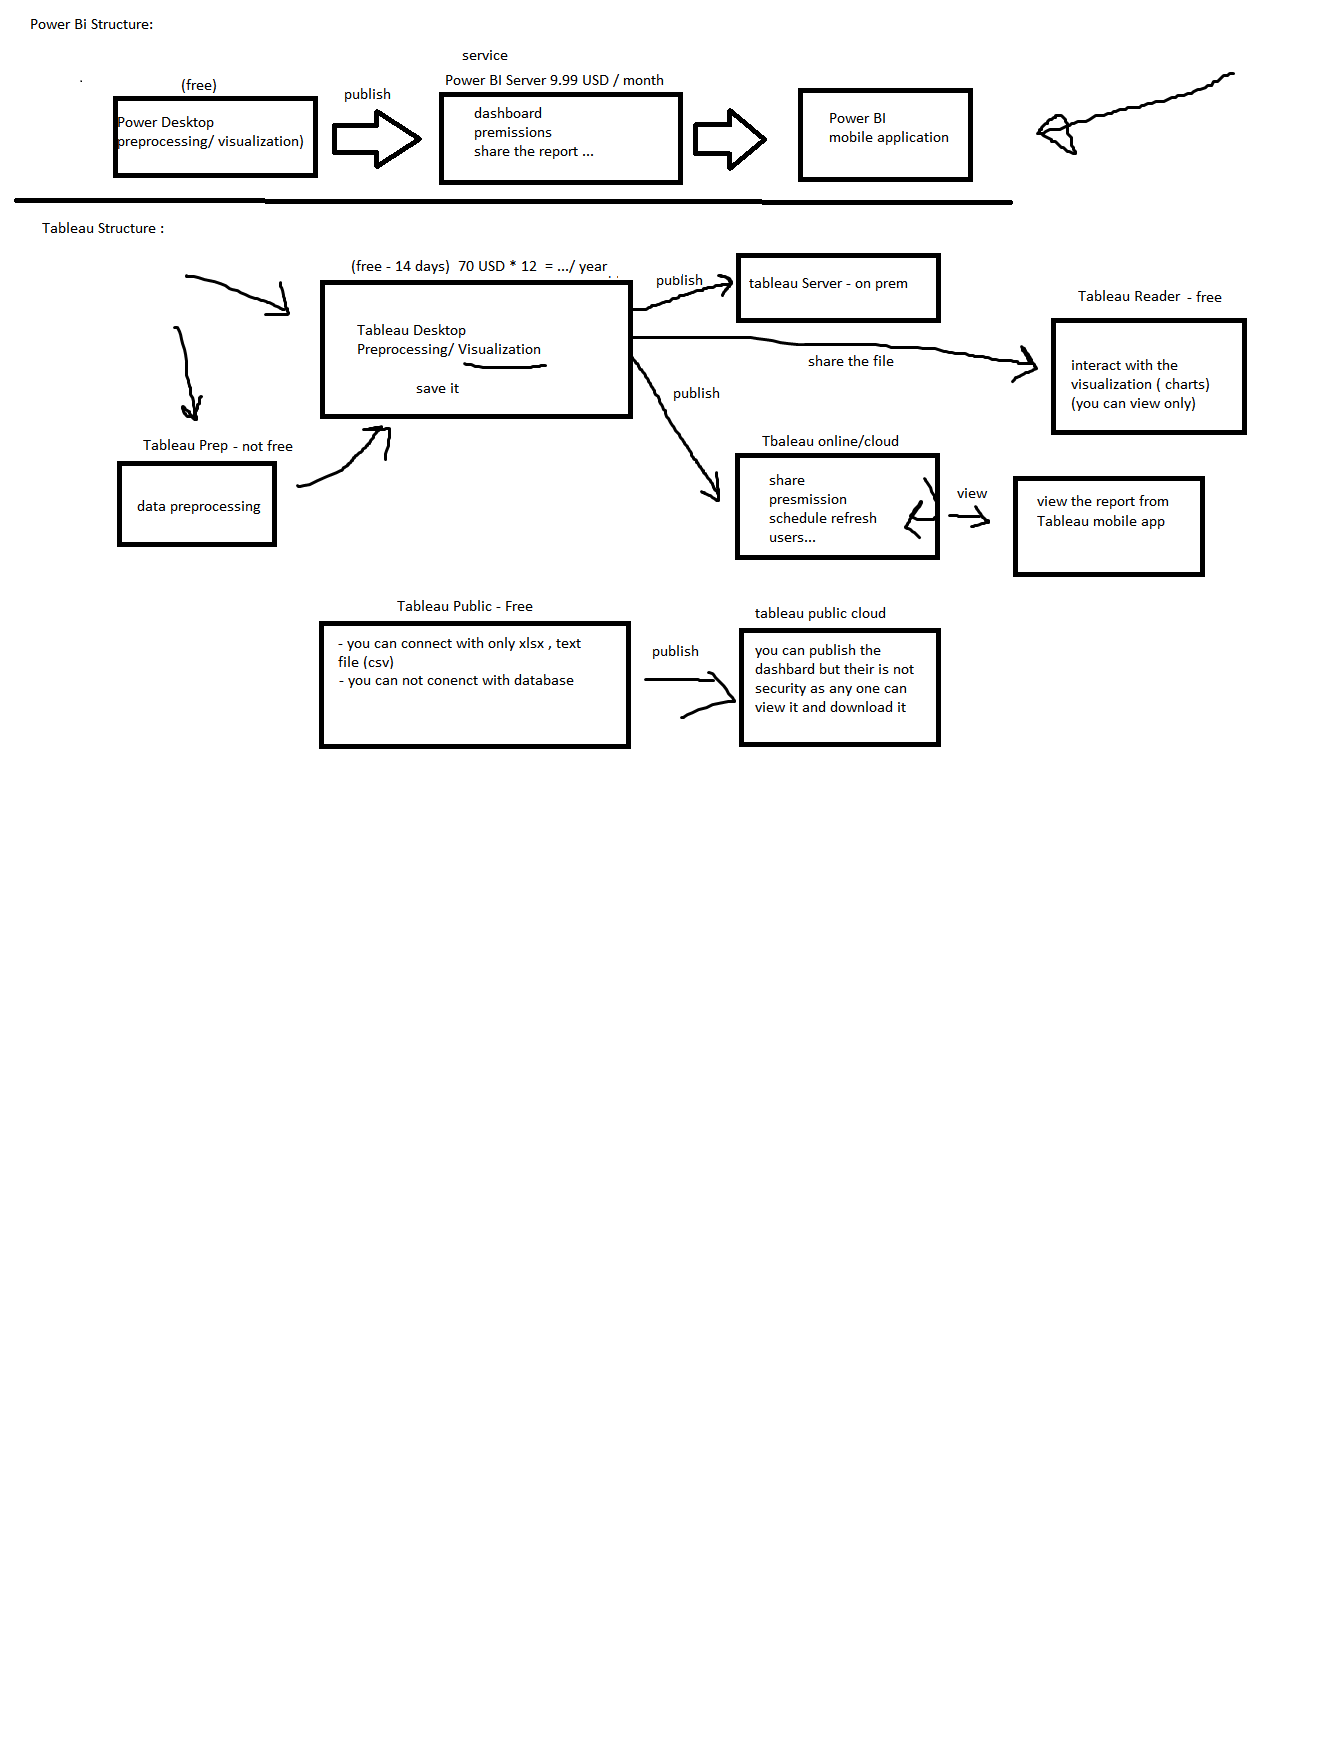 Power Bi Structure:
service
(free)
publish
Power BI Server 9.99 USD / month
Power Desktop
preprocessing/ visualization)
dashboard
premissions
share the report ...
Power BI
mobile application
Tableau Structure :
(free - 14 days)  70 USD * 12  = .../ year
Tableau Desktop
Preprocessing/ Visualization
save it
publish
tableau Server - on prem
share the file
Tableau Reader - free
interact with the
visualization ( charts)
(you can view only)
publish
Tableau Prep - not free
data preprocessing
Tbaleau online/cloud
share
presmission
schedule refresh
users...
view
view the report from
Tableau mobile app
Tableau Public - Free
- you can connect with only xlsx , text
file (csv)
- you can not conenct with database
publish
tableau public cloud
you can publish the
dashbard but their is not
security as any one can
view it and download it